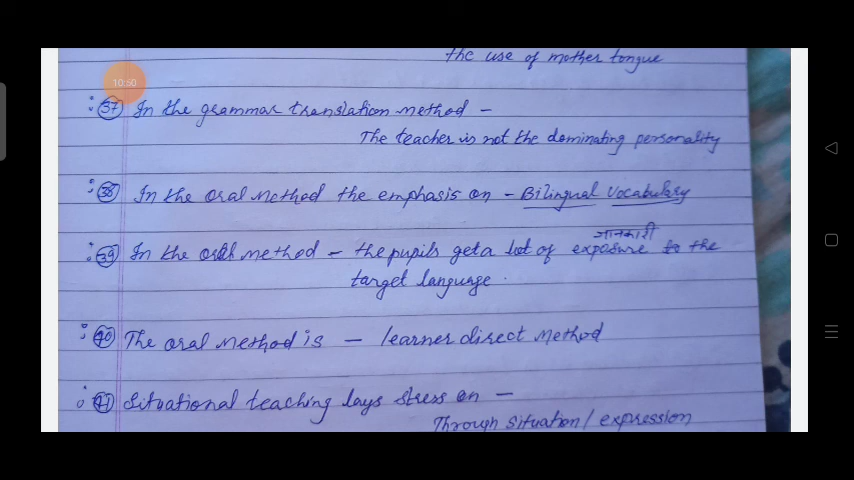 the use of mother tongue
10:50
37 In the grammar translation method –
The teacher is not the dominating personality
38 In the oral method the emphasis on – Bilingual Vocabulary
जानकारी
39 In the oral method – the pupils get a lot of exposure to the
target language.
40 The oral method is – learner direct method
41 Situational teaching lays stress on –
Through situation / expression